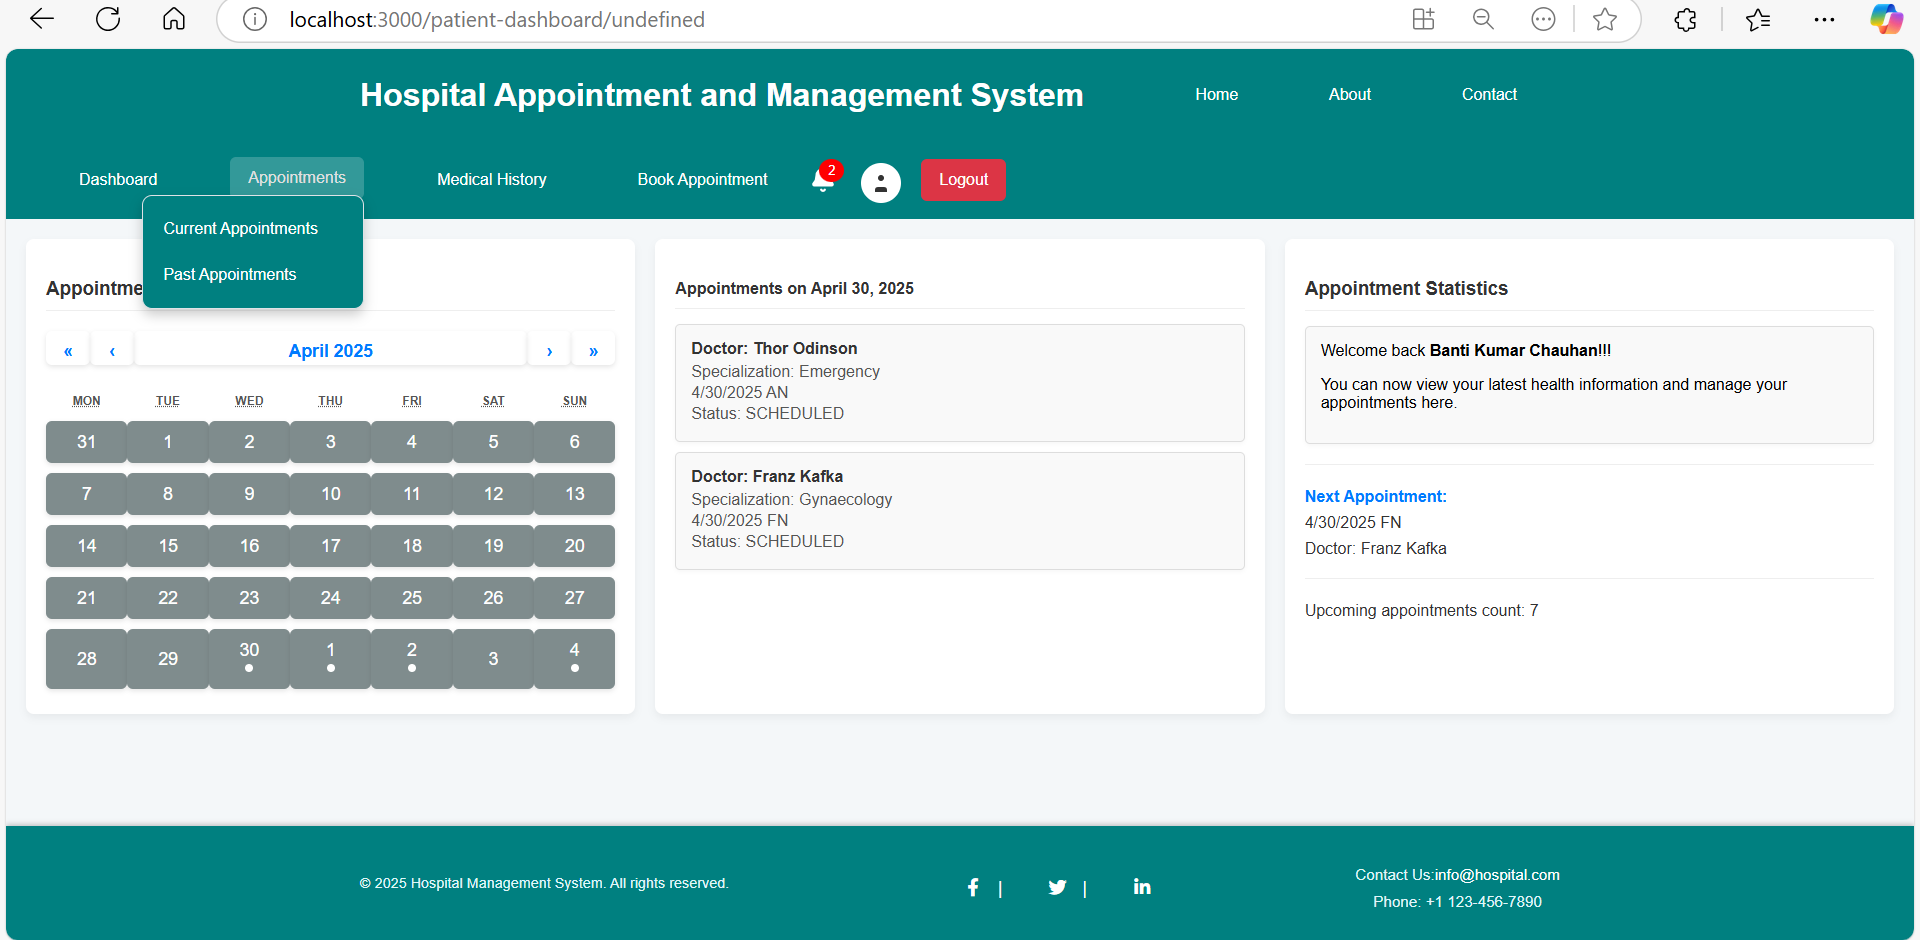 localhost:3000/patient-dashboard/undefined
Hospital Appointment and Management System
Home
About
Contact
Dashboard
Appointments
Medical History
Book Appointment
2
Logout
Current Appointments
Past Appointments
Appointme
« ‹ April 2025 › »
MON TUE WED THU FRI SAT SUN
31 1 2 3 4 5 6
7 8 9 10 11 12 13
14 15 16 17 18 19 20
21 22 23 24 25 26 27
28 29 30 1 2 3 4
Appointments on April 30, 2025
Doctor: Thor Odinson
Specialization: Emergency
4/30/2025 AN
Status: SCHEDULED
Doctor: Franz Kafka
Specialization: Gynaecology
4/30/2025 FN
Status: SCHEDULED
Appointment Statistics
Welcome back Banti Kumar Chauhan!!!
You can now view your latest health information and manage your
appointments here.
Next Appointment:
4/30/2025 FN
Doctor: Franz Kafka
Upcoming appointments count: 7
© 2025 Hospital Management System. All rights reserved.
| |
Contact Us:info@hospital.com
Phone: +1 123-456-7890